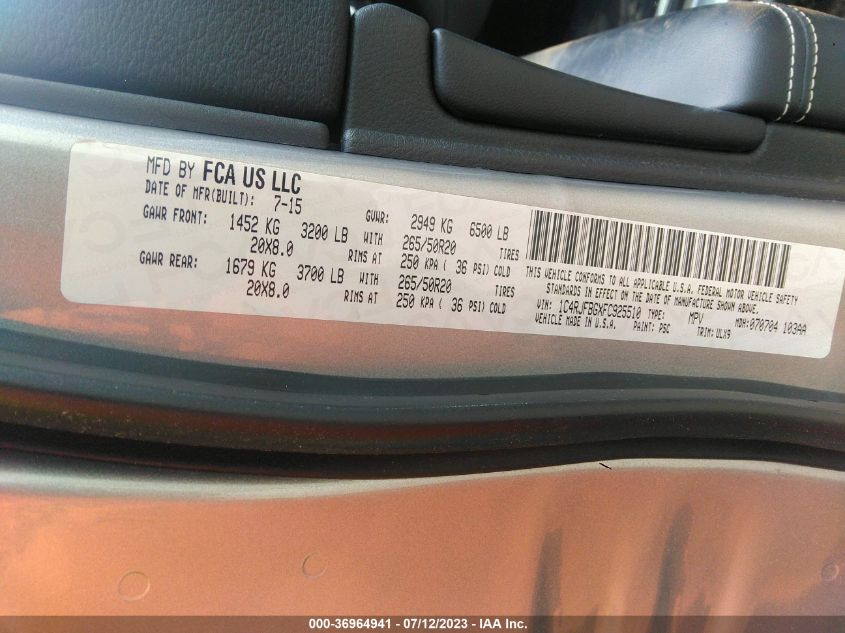 MFD BY FCA US LLC
DATE OF MFR(BUILT): 7-15
GVWR: 2949 KG 6500 LB
GAWR FRONT: 1452 KG 3200 LB WITH 265/50R20 TIRES
20X8.0 RIMS AT 250 KPA ( 36 PSI) COLD
GAWR REAR: 1679 KG 3700 LB WITH 265/50R20 TIRES
20X8.0 RIMS AT 250 KPA ( 36 PSI) COLD
THIS VEHICLE CONFORMS TO ALL APPLICABLE U.S.A. FEDERAL MOTOR VEHICLE SAFETY
STANDARDS IN EFFECT ON THE DATE OF MANUFACTURE SHOWN ABOVE.
VIN: 1C4RJFBGXFC925510 TYPE: MPV MDH:070704 103AA
VEHICLE MADE IN U.S.A. PAINT: PSC TRIM: ULX9
000-36964941 - 07/12/2023 - IAA Inc.